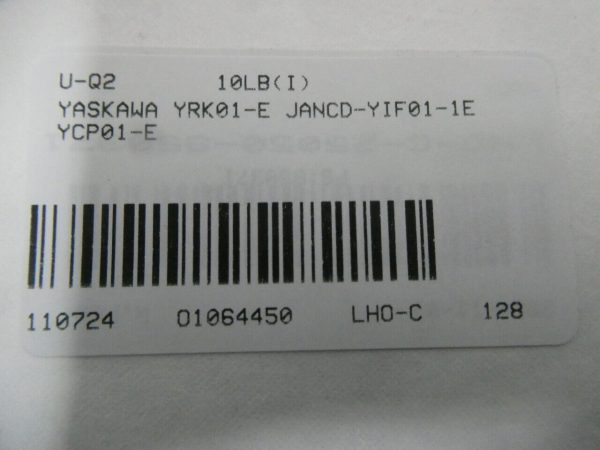 U-Q2 10LB(I)
YASKAWA YRK01-E JANCD-YIF01-1E
YCP01-E
110724 01064450 LHO-C 128